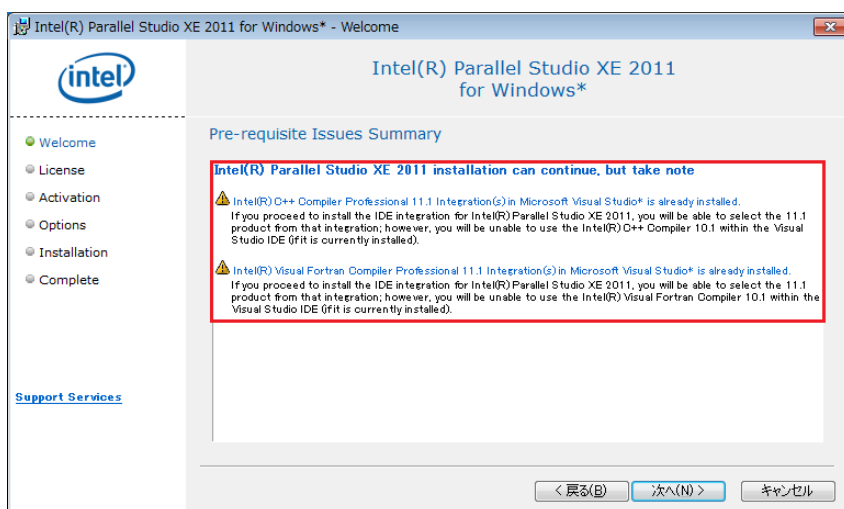 Intel(R) Parallel Studio XE 2011 for Windows* - Welcome
intel
Intel(R) Parallel Studio XE 2011
for Windows*
Welcome
License
Activation
Options
Installation
Complete
Support Services
Pre-requisite Issues Summary
Intel(R) Parallel Studio XE 2011 installation can continue, but take note
Intel(R) C++ Compiler Professional 11.1 Integration(s) in Microsoft Visual Studio* is already installed.
If you proceed to install the IDE integration for Intel(R) Parallel Studio XE 2011, you will be able to select the 11.1
product from that integration; however, you will be unable to use the Intel(R) C++ Compiler 10.1 within the Visual
Studio IDE (if it is currently installed).
Intel(R) Visual Fortran Compiler Professional 11.1 Integration(s) in Microsoft Visual Studio* is already installed.
If you proceed to install the IDE integration for Intel(R) Parallel Studio XE 2011, you will be able to select the 11.1
product from that integration; however, you will be unable to use the Intel(R) Visual Fortran Compiler 10.1 within the
Visual Studio IDE (if it is currently installed).
< 戻る(B)
次へ(N) >
キャンセル